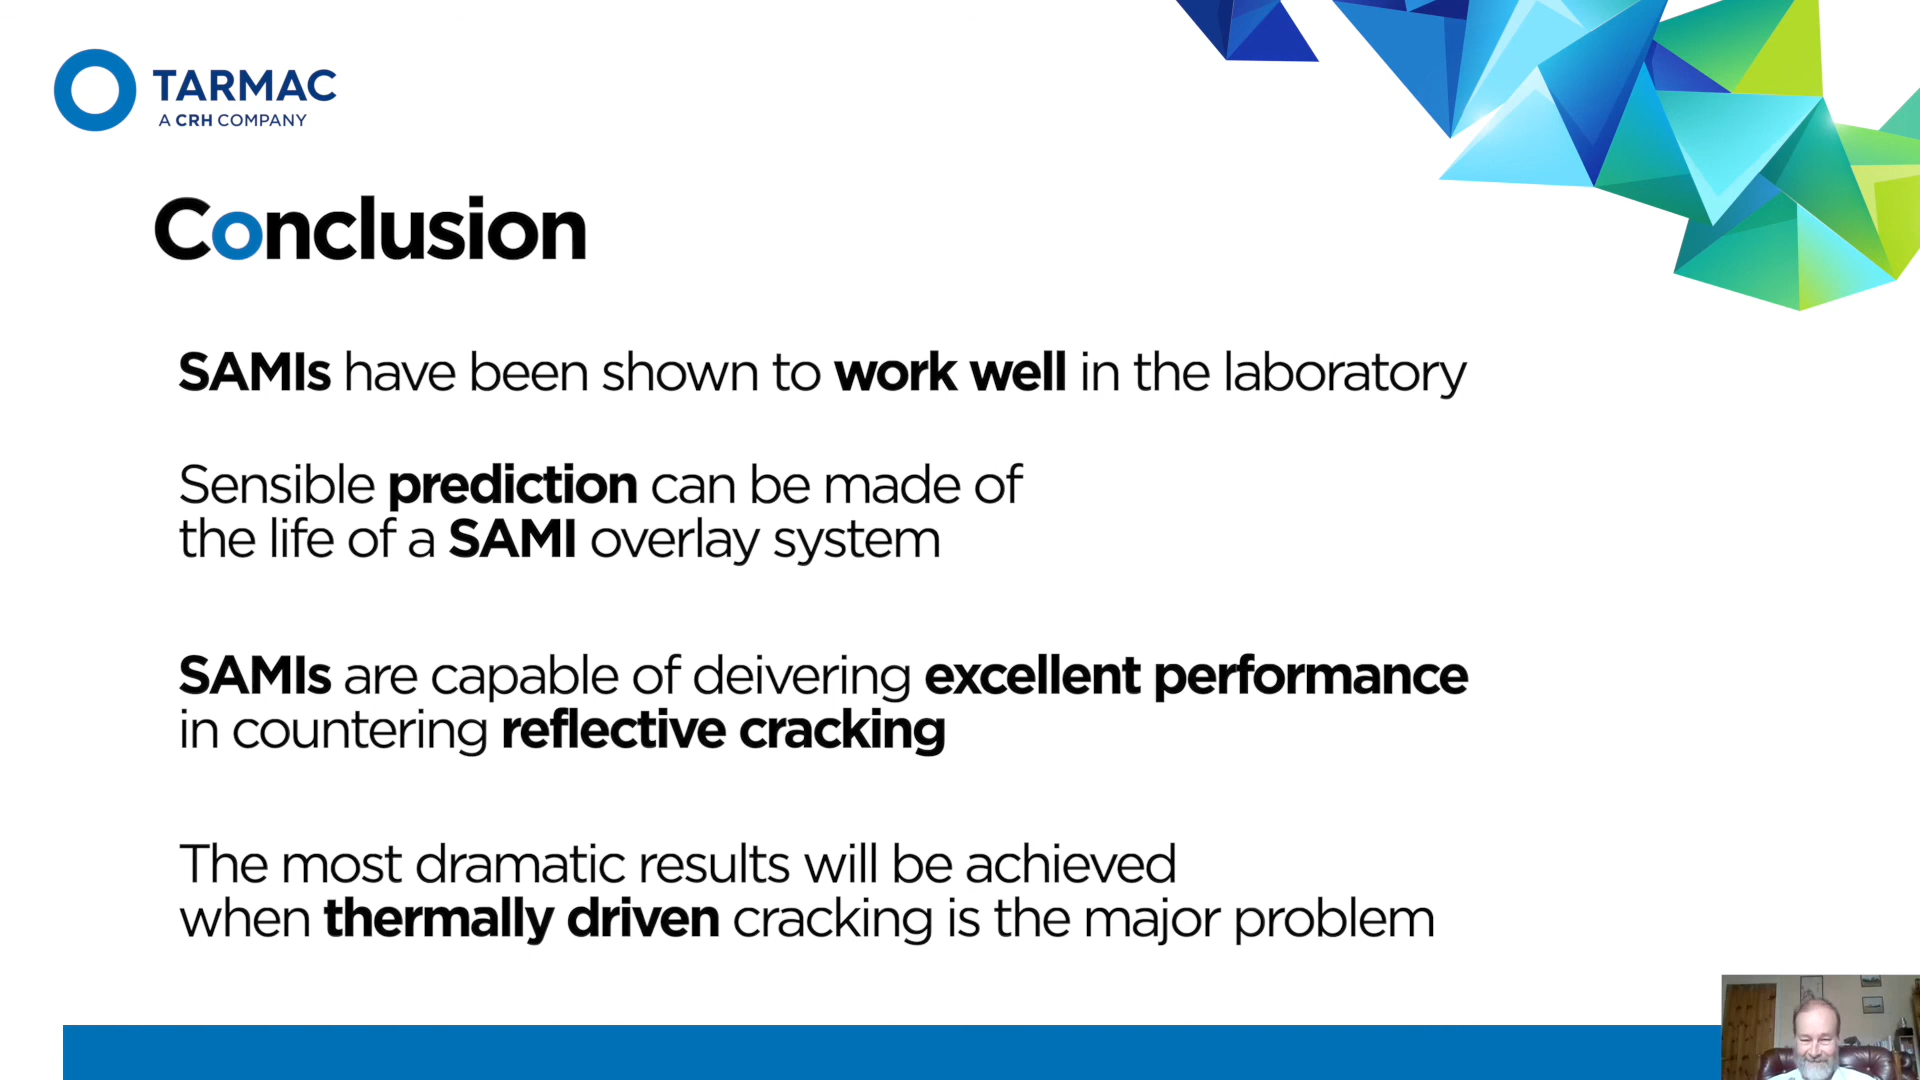 TARMAC
A CRH COMPANY
Conclusion
SAMIs have been shown to work well in the laboratory
Sensible prediction can be made of
the life of a SAMI overlay system
SAMIs are capable of deivering excellent performance
in countering reflective cracking
The most dramatic results will be achieved
when thermally driven cracking is the major problem